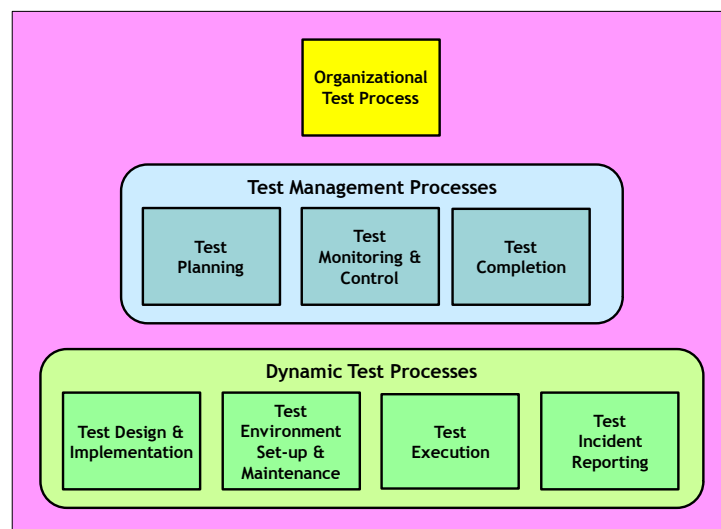 Organizational
Test Process
Test Management Processes
Test
Planning
Test
Monitoring &
Control
Test
Completion
Dynamic Test Processes
Test Design &
Implementation
Test
Environment
Set-up &
Maintenance
Test
Execution
Test
Incident
Reporting